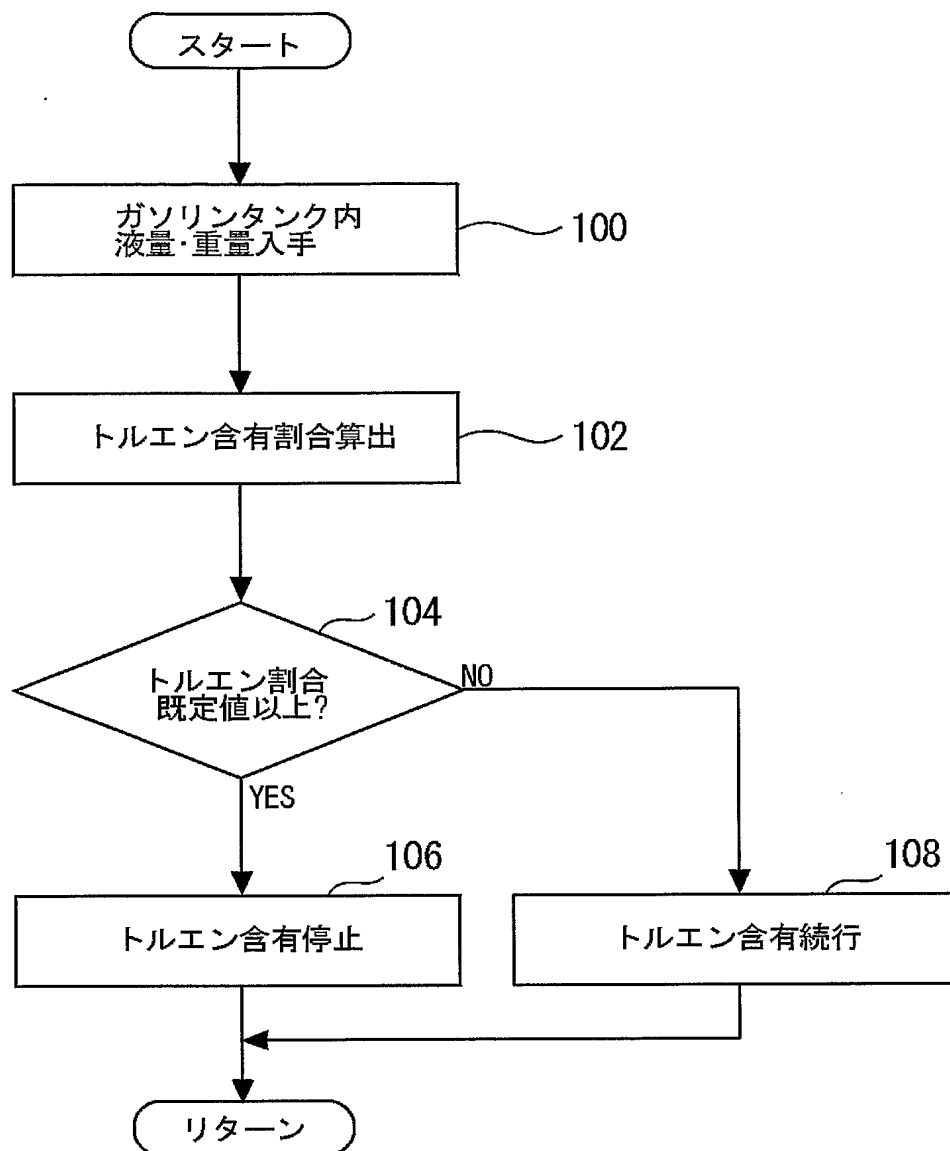 スタート
ガソリンタンク内
液量·重量入手
100
トルエン含有割合算出
102
104
トルエン割合
既定値以上?
NO
YES
106
トルエン含有停止
108
トルエン含有続行
リターン